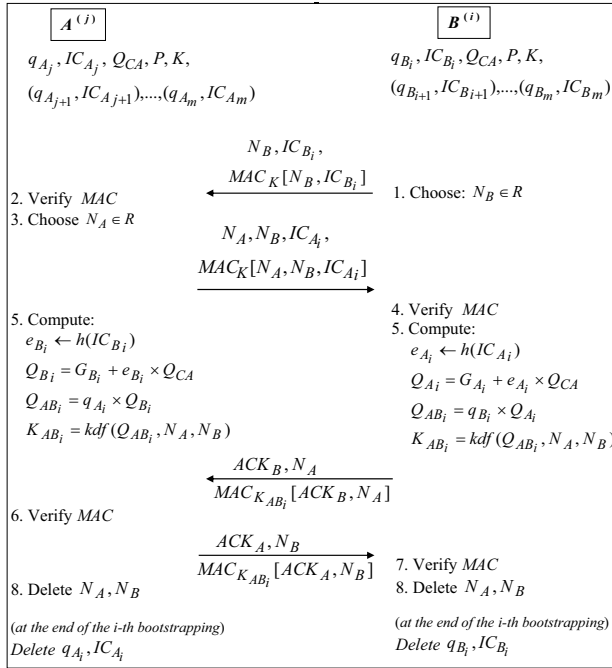 A^(j) B^(i)
q_{A_j}, IC_{A_j}, Q_{CA}, P, K, q_{B_i}, IC_{B_i}, Q_{CA}, P, K,
(q_{A_{j+1}}, IC_{A_{j+1}}),...,(q_{A_m}, IC_{A_m}) (q_{B_{i+1}}, IC_{B_{i+1}}),...,(q_{B_m}, IC_{B_m})
N_B, IC_{B_i},
MAC_K[N_B, IC_{B_i}]
1. Choose: N_B ∈ R
2. Verify MAC
3. Choose N_A ∈ R
N_A, N_B, IC_{A_i},
MAC_K[N_A, N_B, IC_{A_i}]
4. Verify MAC
5. Compute:
e_{B_i} ← h(IC_{B_i})
Q_{B_i} = G_{B_i} + e_{B_i} × Q_{CA}
Q_{AB_i} = q_{A_i} × Q_{B_i}
K_{AB_i} = kdf(Q_{AB_i}, N_A, N_B)
5. Compute:
e_{A_i} ← h(IC_{A_i})
Q_{A_i} = G_{A_i} + e_{A_i} × Q_{CA}
Q_{AB_i} = q_{B_i} × Q_{A_i}
K_{AB_i} = kdf(Q_{AB_i}, N_A, N_B)
ACK_B, N_A
MAC_{K_{AB_i}}[ACK_B, N_A]
6. Verify MAC
ACK_A, N_B
MAC_{K_{AB_i}}[ACK_A, N_B]
7. Verify MAC
8. Delete N_A, N_B
(at the end of the i-th bootstrapping)
Delete q_{A_i}, IC_{A_i}
8. Delete N_A, N_B
(at the end of the i-th bootstrapping)
Delete q_{B_i}, IC_{B_i}